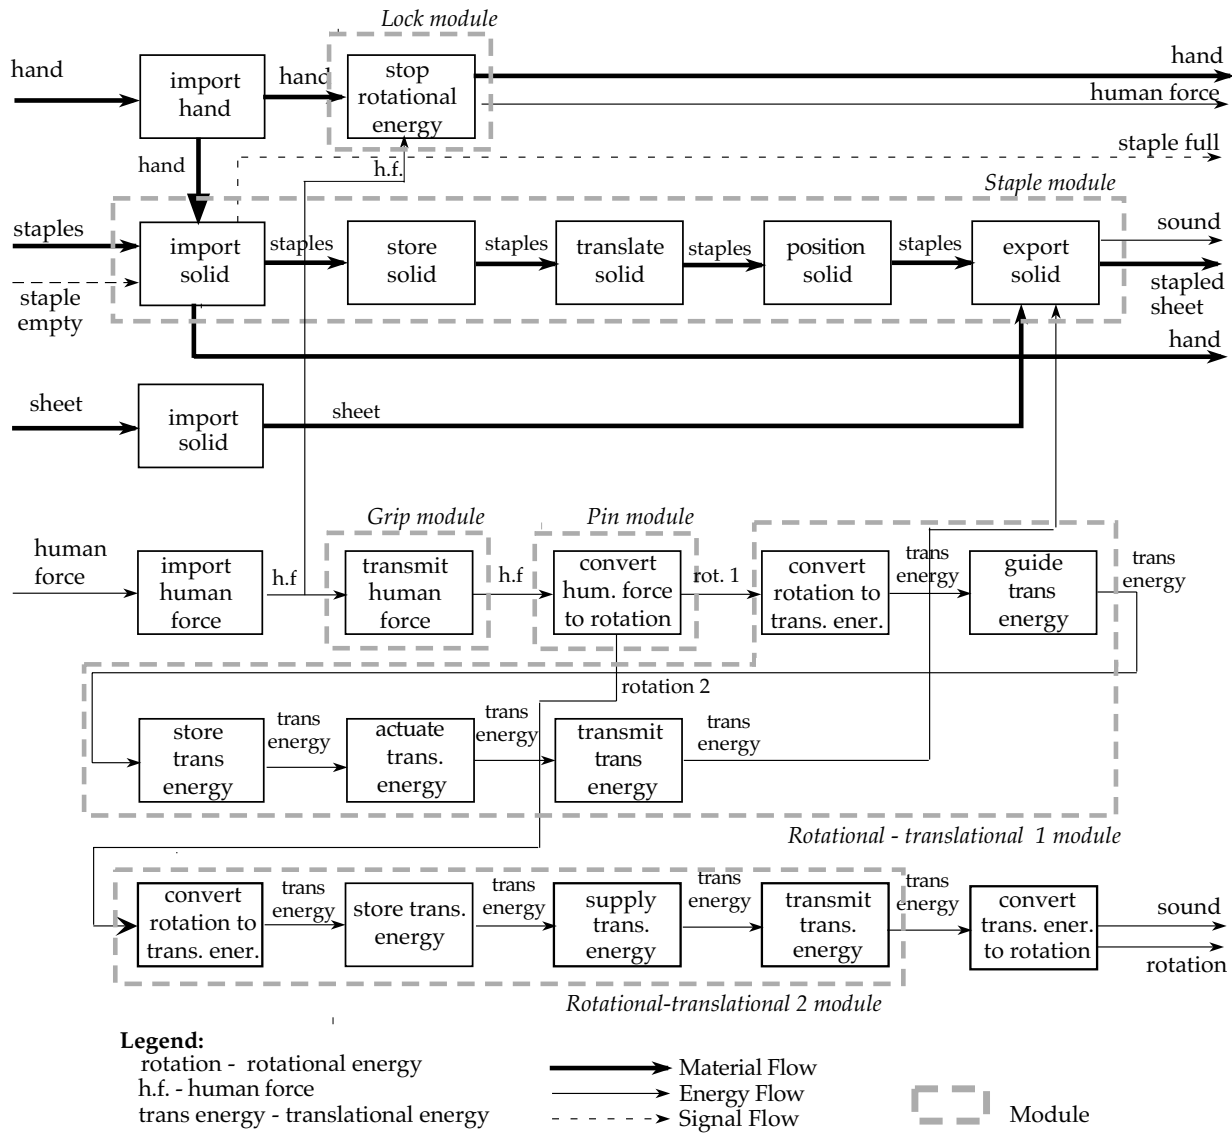 Lock module
hand
import
hand
hand
stop
rotational
energy
hand
human force
hand
h.f.
staple full
Staple module
staples
import
solid
staples
store
solid
staples
translate
solid
staples
position
solid
staples
export
solid
sound
stapled
sheet
staple
empty
hand
sheet
import
solid
sheet
Grip module
Pin module
human
force
import
human
force
h.f
transmit
human
force
h.f
convert
hum. force
to rotation
rot. 1
convert
rotation to
trans. ener.
trans
energy
guide
trans
energy
trans
energy
rotation 2
store
trans
energy
trans
energy
actuate
trans.
energy
trans
energy
transmit
trans
energy
trans
energy
Rotational - translational 1 module
convert
rotation to
trans. ener.
trans
energy
store trans.
energy
trans
energy
supply
trans.
energy
trans
energy
transmit
trans.
energy
trans
energy
convert
trans. ener.
to rotation
sound
rotation
Rotational-translational 2 module
Legend:
rotation - rotational energy
h.f. - human force
trans energy - translational energy
Material Flow
Energy Flow
Signal Flow
Module